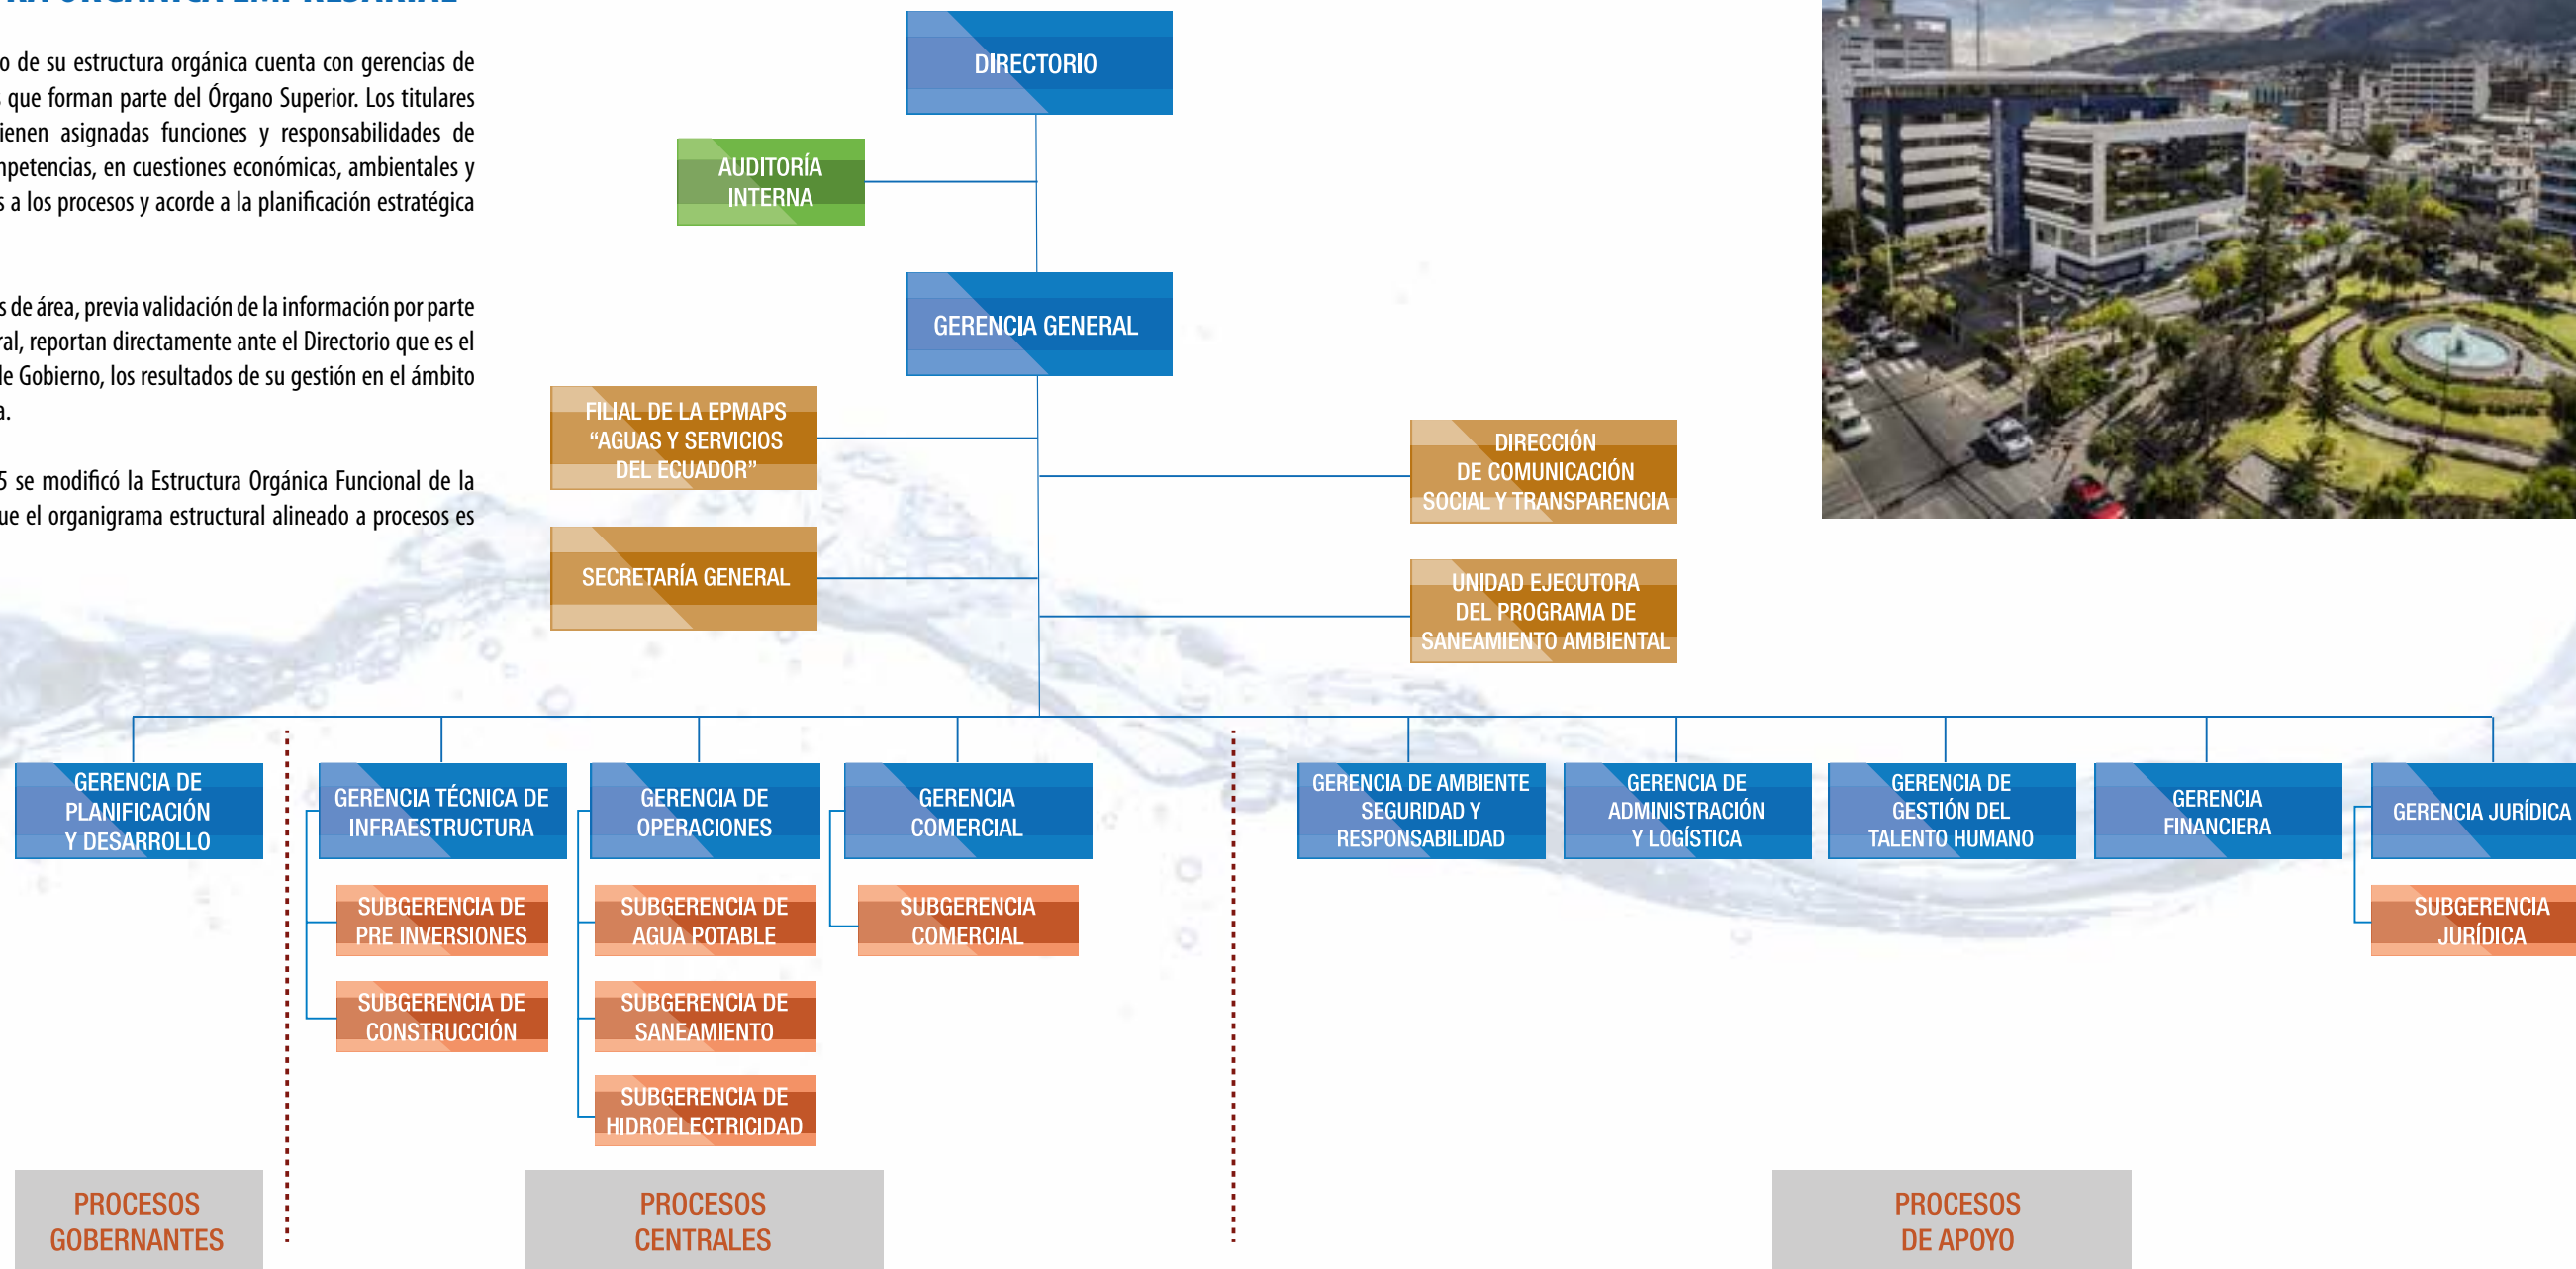 RA ORGÁNICA EMPRESARIAL
o de su estructura orgánica cuenta con gerencias de
s que forman parte del Órgano Superior. Los titulares
ienen asignadas funciones y responsabilidades de
mpetencias, en cuestiones económicas, ambientales y
s a los procesos y acorde a la planificación estratégica
s de área, previa validación de la información por parte
ral, reportan directamente ante el Directorio que es el
de Gobierno, los resultados de su gestión en el ámbito
a.
5 se modificó la Estructura Orgánica Funcional de la
ue el organigrama estructural alineado a procesos es
DIRECTORIO
AUDITORÍA
INTERNA
GERENCIA GENERAL
FILIAL DE LA EPMAPS
“AGUAS Y SERVICIOS
DEL ECUADOR”
DIRECCIÓN
DE COMUNICACIÓN
SOCIAL Y TRANSPARENCIA
SECRETARÍA GENERAL
UNIDAD EJECUTORA
DEL PROGRAMA DE
SANEAMIENTO AMBIENTAL
GERENCIA DE
PLANIFICACIÓN
Y DESARROLLO
GERENCIA TÉCNICA DE
INFRAESTRUCTURA
SUBGERENCIA DE
PRE INVERSIONES
SUBGERENCIA DE
CONSTRUCCIÓN
GERENCIA DE
OPERACIONES
SUBGERENCIA DE
AGUA POTABLE
SUBGERENCIA DE
SANEAMIENTO
SUBGERENCIA DE
HIDROELECTRICIDAD
GERENCIA
COMERCIAL
SUBGERENCIA
COMERCIAL
GERENCIA DE AMBIENTE
SEGURIDAD Y
RESPONSABILIDAD
GERENCIA DE
ADMINISTRACIÓN
Y LOGÍSTICA
GERENCIA DE
GESTIÓN DEL
TALENTO HUMANO
GERENCIA
FINANCIERA
GERENCIA JURÍDICA
SUBGERENCIA
JURÍDICA
PROCESOS
GOBERNANTES
PROCESOS
CENTRALES
PROCESOS
DE APOYO